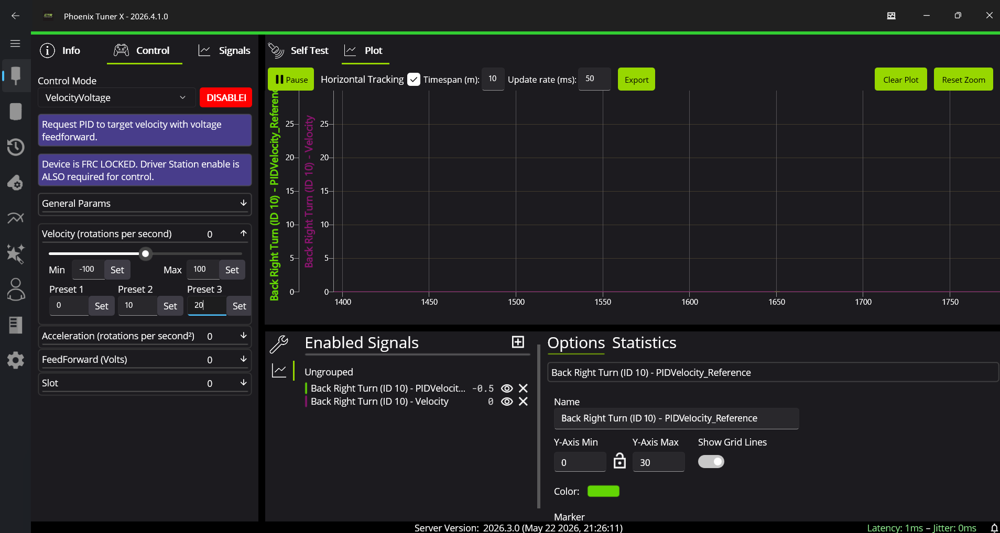 CTR
Phoenix Tuner X - 2026.4.1.0
Info
Control
Signals
Self Test
Plot
Control Mode
VelocityVoltage
DISABLE!
Request PID to target velocity with voltage
feedforward.
Device is FRC LOCKED. Driver Station enable is
ALSO required for control.
General Params
Velocity (rotations per second) 0
Min -100 Set Max 100 Set
Preset 1 Preset 2 Preset 3
0 Set 10 Set 20 Set
Acceleration (rotations per second²) 0
FeedForward (Volts) 0
Slot 0
Pause Horizontal Tracking Timespan (m): 10 Update rate (ms): 50 Export Clear Plot Reset Zoom
Back Right Turn (ID 10) - PIDVelocity_Referenc
25
20
15
10
5
0
Back Right Turn (ID 10) - Velocity
25
20
15
10
5
0
1400 1450 1500 1550 1600 1650 1700 1750
Enabled Signals
Ungrouped
Back Right Turn (ID 10) - PIDVelocit... -0.5
Back Right Turn (ID 10) - Velocity 0
Options Statistics
Back Right Turn (ID 10) - PIDVelocity_Reference
Name
Back Right Turn (ID 10) - PIDVelocity_Reference
Y-Axis Min Y-Axis Max Show Grid Lines
0 30
Color:
Marker
Server Version: 2026.3.0 (May 22 2026, 21:26:11)
Latency: 1ms – Jitter: 0ms